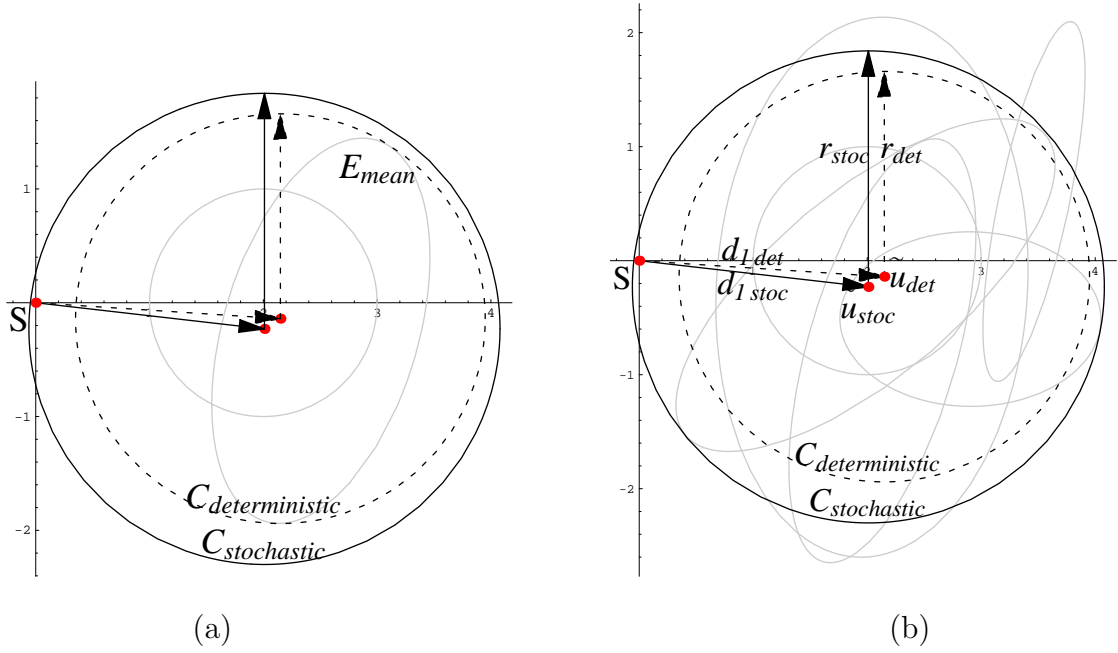 1
E_mean
S
2
3
4
-1
C_deterministic
-2
C_stochastic
(a)
2
1
r_stoc r_det
d_1 det
S
3
4
~
u_det
d_1 stoc
u_stoc
-1
C_deterministic
-2
C_stochastic
(b)